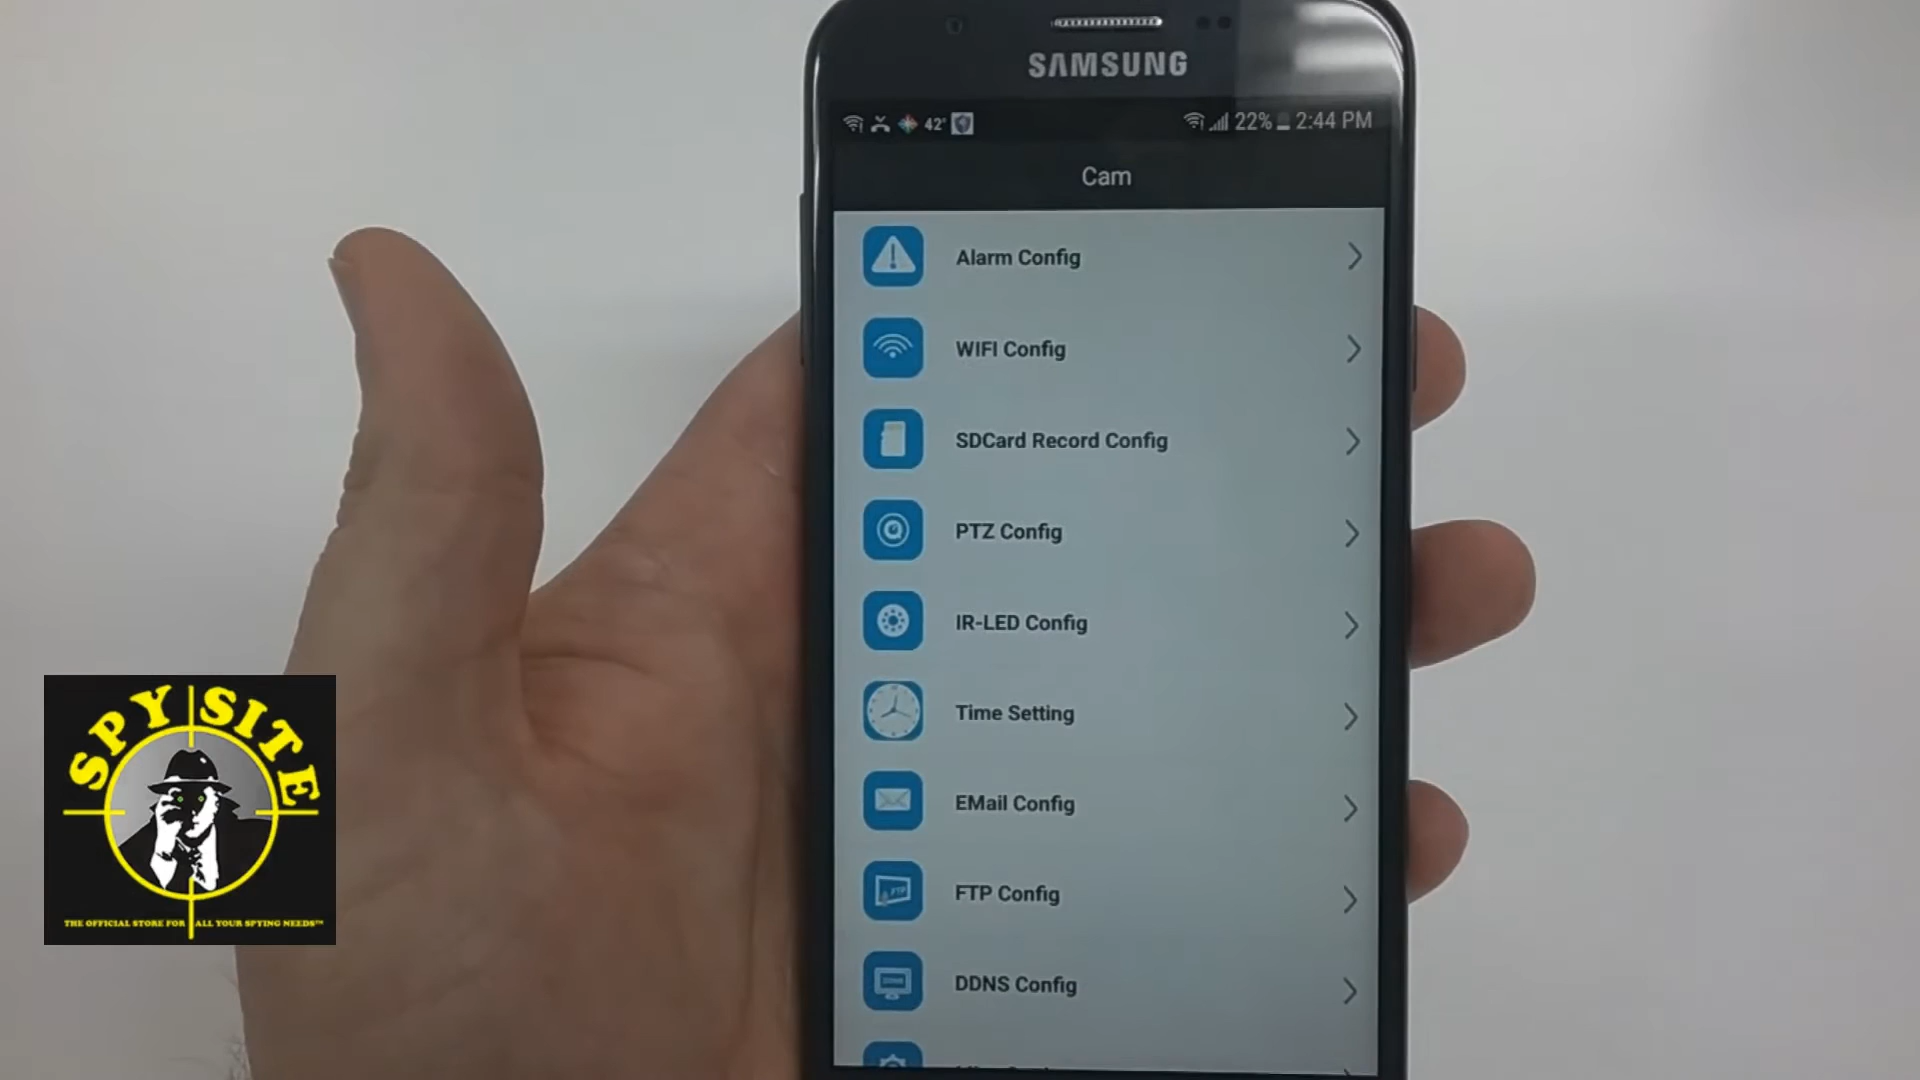 SAMSUNG
42° 22% 2:44 PM
Cam
Alarm Config
WIFI Config
SDCard Record Config
PTZ Config
IR-LED Config
Time Setting
EMail Config
FTP Config
DDNS Config
SPY SITE
THE OFFICIAL STORE FOR ALL YOUR SPYING NEEDS™